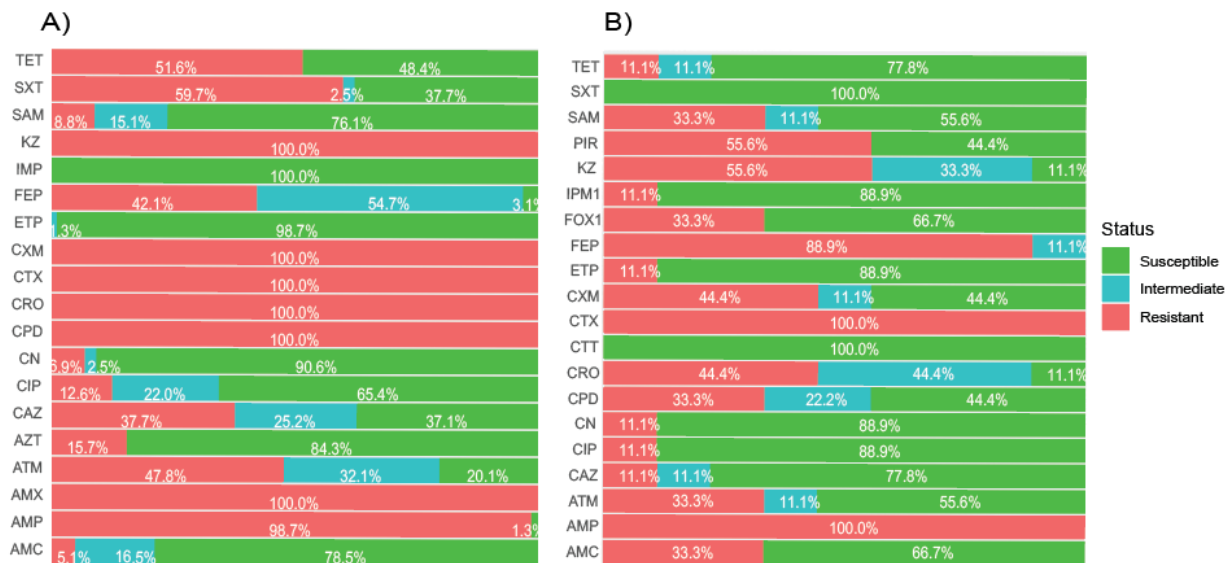 A)
TET 51.6% 48.4%
SXT 59.7% 2.5% 37.7%
SAM 8.8% 15.1% 76.1%
KZ 100.0%
IMP 100.0%
FEP 42.1% 54.7% 3.1%
ETP 1.3% 98.7%
CXM 100.0%
CTX 100.0%
CRO 100.0%
CPD 100.0%
CN 6.9% 2.5% 90.6%
CIP 12.6% 22.0% 65.4%
CAZ 37.7% 25.2% 37.1%
AZT 15.7% 84.3%
ATM 47.8% 32.1% 20.1%
AMX 100.0%
AMP 98.7% 1.3%
AMC 5.1% 16.5% 78.5%
B)
TET 11.1% 11.1% 77.8%
SXT 100.0%
SAM 33.3% 11.1% 55.6%
PIR 55.6% 44.4%
KZ 55.6% 33.3% 11.1%
IPM1 11.1% 88.9%
FOX1 33.3% 66.7%
FEP 88.9% 11.1%
ETP 11.1% 88.9%
CXM 44.4% 11.1% 44.4%
CTX 100.0%
CTT 100.0%
CRO 44.4% 44.4% 11.1%
CPD 33.3% 22.2% 44.4%
CN 11.1% 88.9%
CIP 11.1% 88.9%
CAZ 11.1% 11.1% 77.8%
ATM 33.3% 11.1% 55.6%
AMP 100.0%
AMC 33.3% 66.7%
Status
Susceptible
Intermediate
Resistant